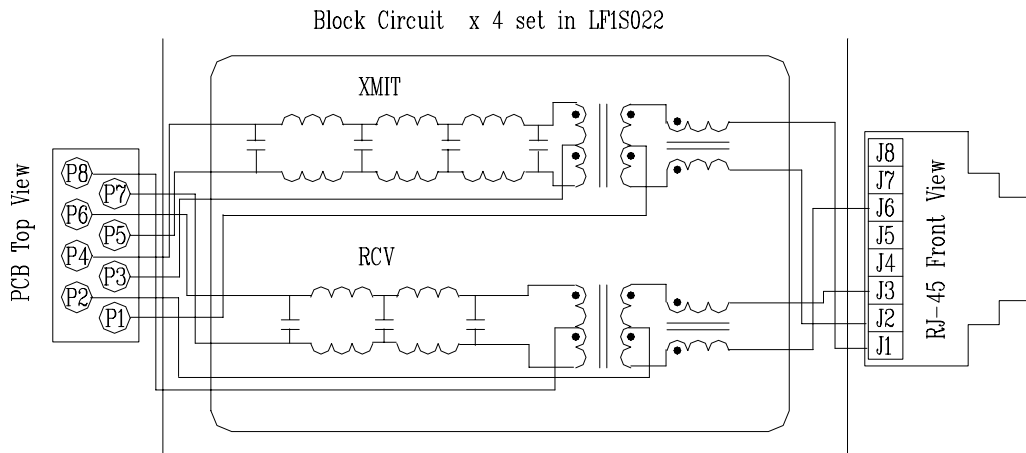 Block Circuit x 4 set in LF1S022
XMIT
PCB Top View
P8
P7
P6
P5
P4
P3
P2
P1
RCV
J8
J7
J6
J5
J4
J3
J2
J1
RJ-45 Front View